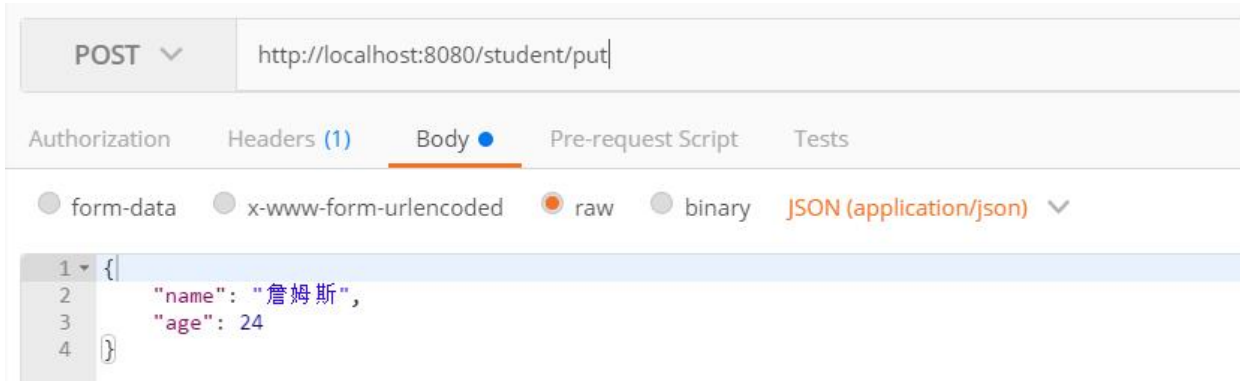 POST http://localhost:8080/student/put
Authorization Headers (1) Body Pre-request Script Tests
form-data x-www-form-urlencoded raw binary JSON (application/json)
1 {
2 "name": "詹姆斯",
3 "age": 24
4 }